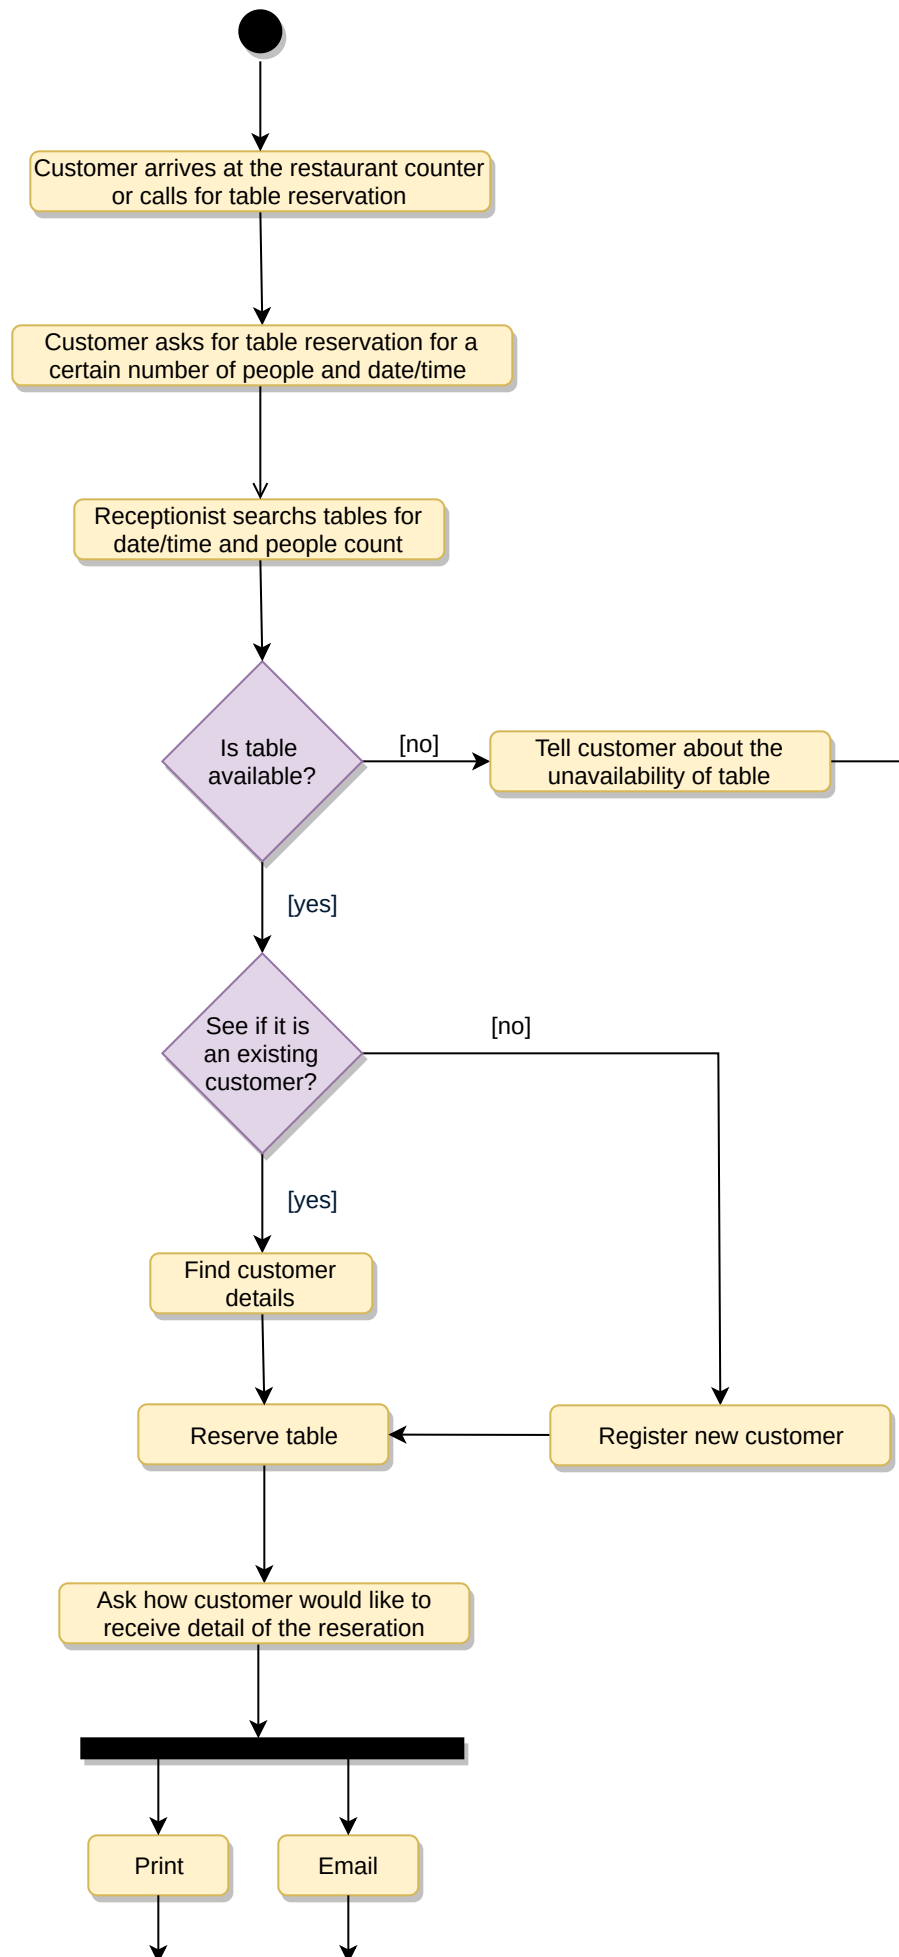 Customer arrives at the restaurant counter
or calls for table reservation
Customer asks for table reservation for a
certain number of people and date/time
Receptionist searchs tables for
date/time and people count
Is table
available?
[no]
Tell customer about the
unavailability of table
[yes]
See if it is
an existing
customer?
[no]
[yes]
Find customer
details
Reserve table
Register new customer
Ask how customer would like to
receive detail of the reseration
Print
Email